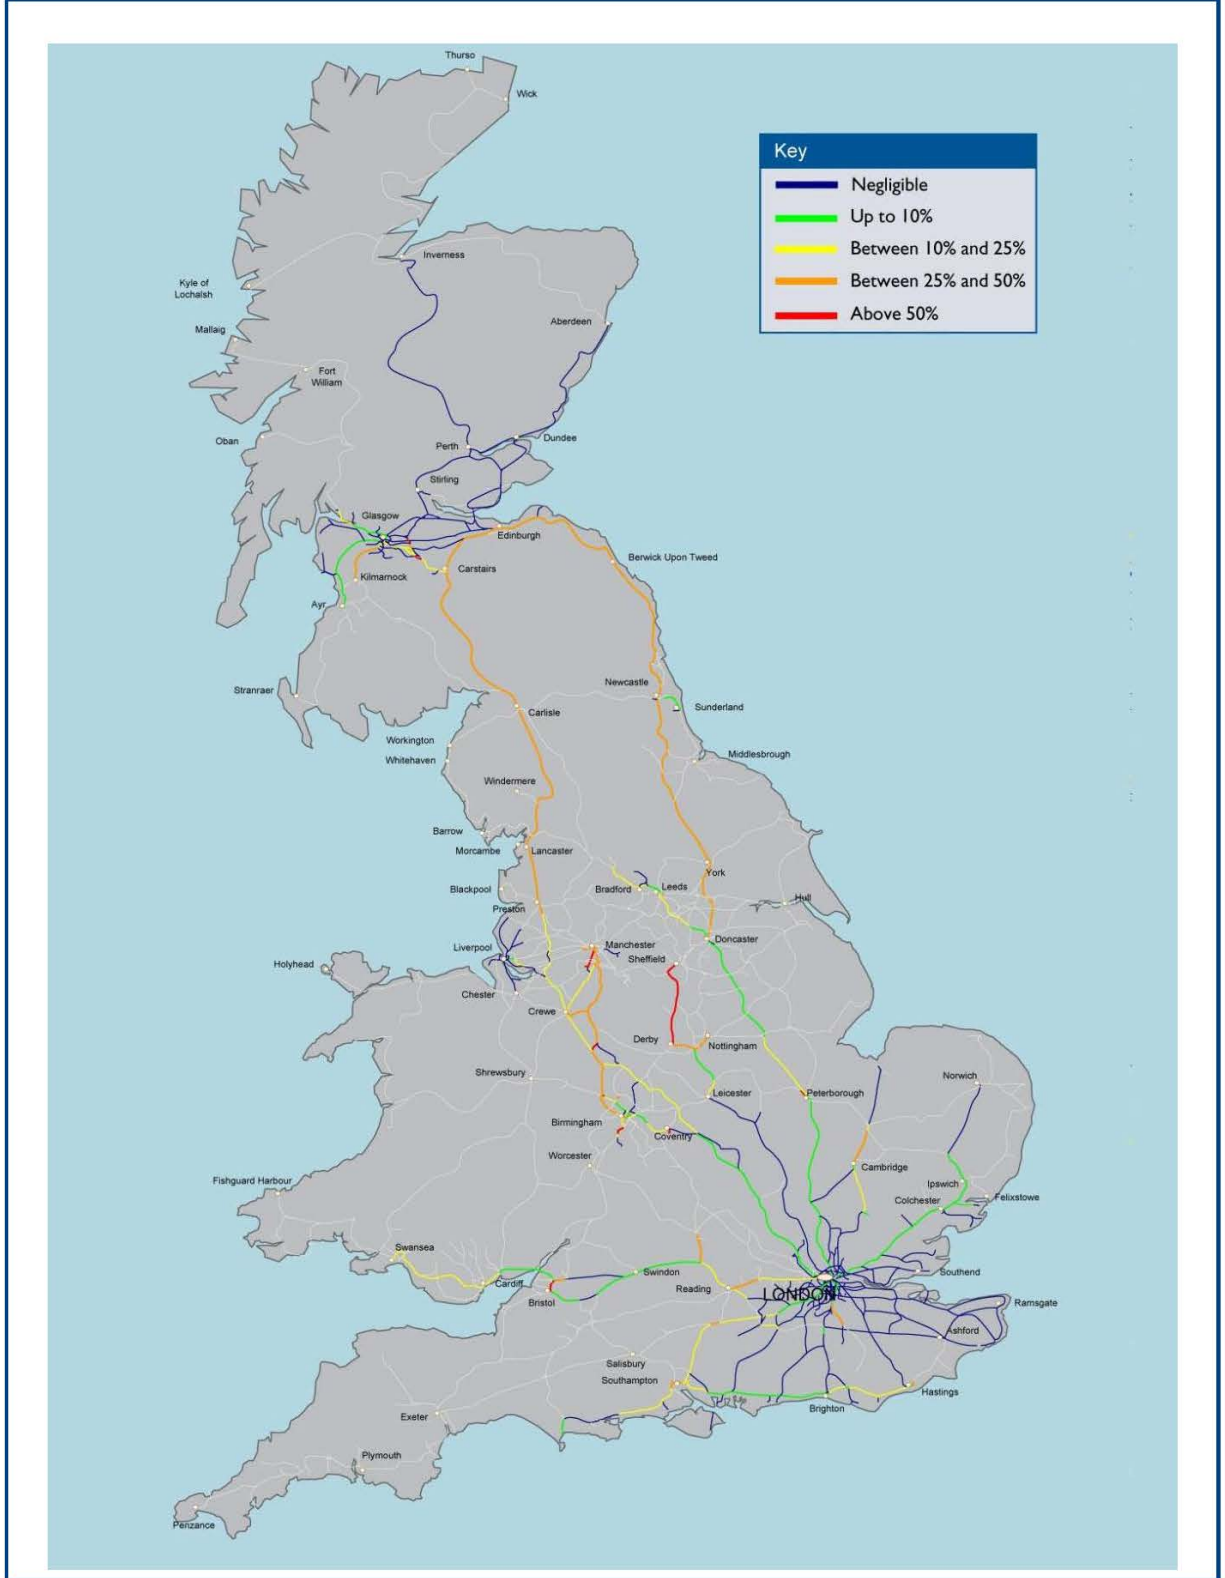 Thurso
Wick
Key
Negligible
Up to 10%
Between 10% and 25%
Between 25% and 50%
Above 50%
Inverness
Kyle of
Lochalsh
Aberdeen
Mallaig
Fort
William
Oban
Perth
Dundee
Stirling
Glasgow
Edinburgh
Berwick Upon Tweed
Carstairs
Kilmarnock
Ayr
Newcastle
Stranraer
Sunderland
Carlisle
Workington
Whitehaven
Middlesbrough
Windermere
Barrow
Morcambe
Lancaster
York
Blackpool
Bradford
Leeds
Hull
Preston
Doncaster
Liverpool
Manchester
Sheffield
Holyhead
Chester
Crewe
Derby
Nottingham
Shrewsbury
Norwich
Leicester
Peterborough
Birmingham
Coventry
Worcester
Cambridge
Fishguard Harbour
Ipswich
Colchester
Felixstowe
Swansea
Cardiff
Swindon
Southend
Reading
LONDON
Bristol
Ramsgate
Ashford
Salisbury
Southampton
Hastings
Brighton
Exeter
Plymouth
Penzance